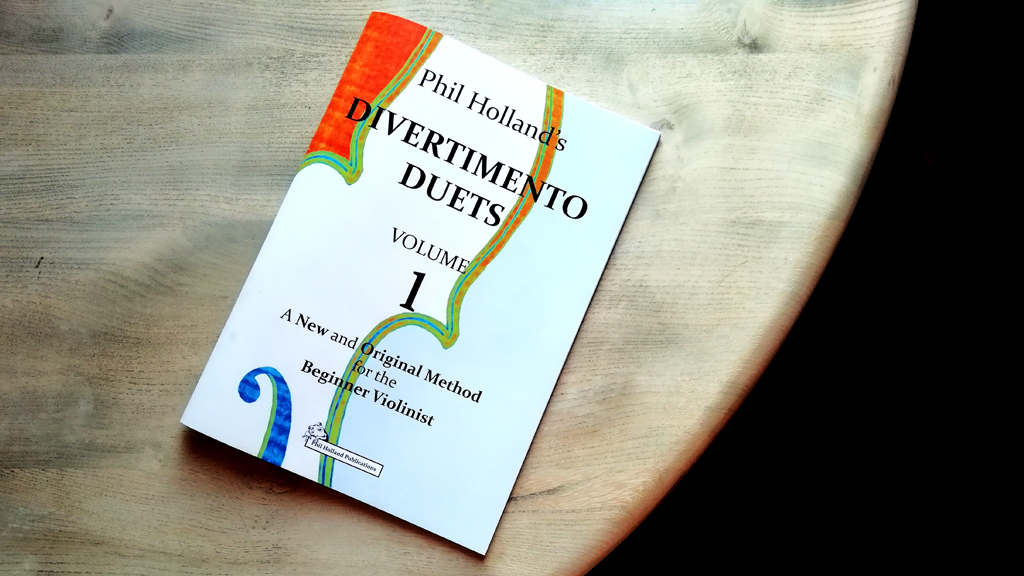 Phil Holland's
DIVERTIMENTO
DUETS
VOLUME
1
A New and Original Method
for the
Beginner Violinist
Phil Holland Publications